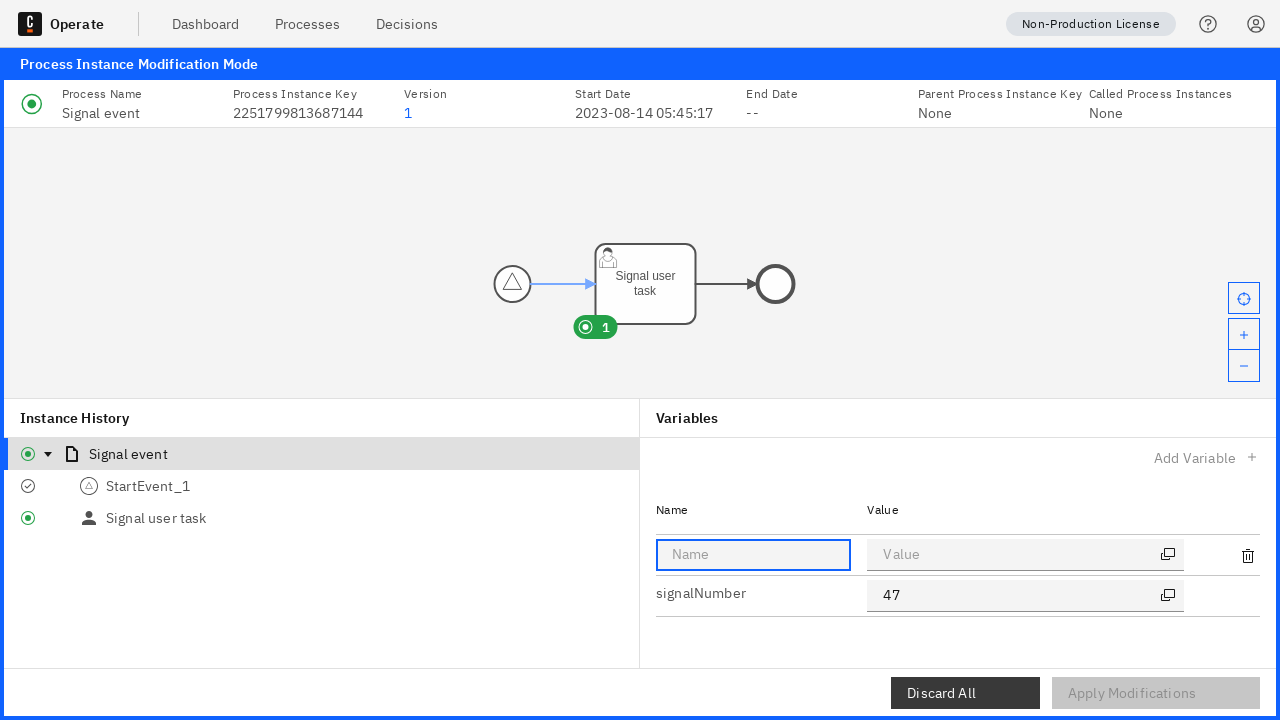 Operate
Dashboard
Processes
Decisions
Non-Production License
Process Instance Modification Mode
Process Name
Signal event
Process Instance Key
2251799813687144
Version
1
Start Date
2023-08-14 05:45:17
End Date
--
Parent Process Instance Key
None
Called Process Instances
None
Signal user
task
1
Instance History
Signal event
StartEvent_1
Signal user task
Variables
Add Variable
Name
Value
Name
Value
signalNumber
47
Discard All
Apply Modifications